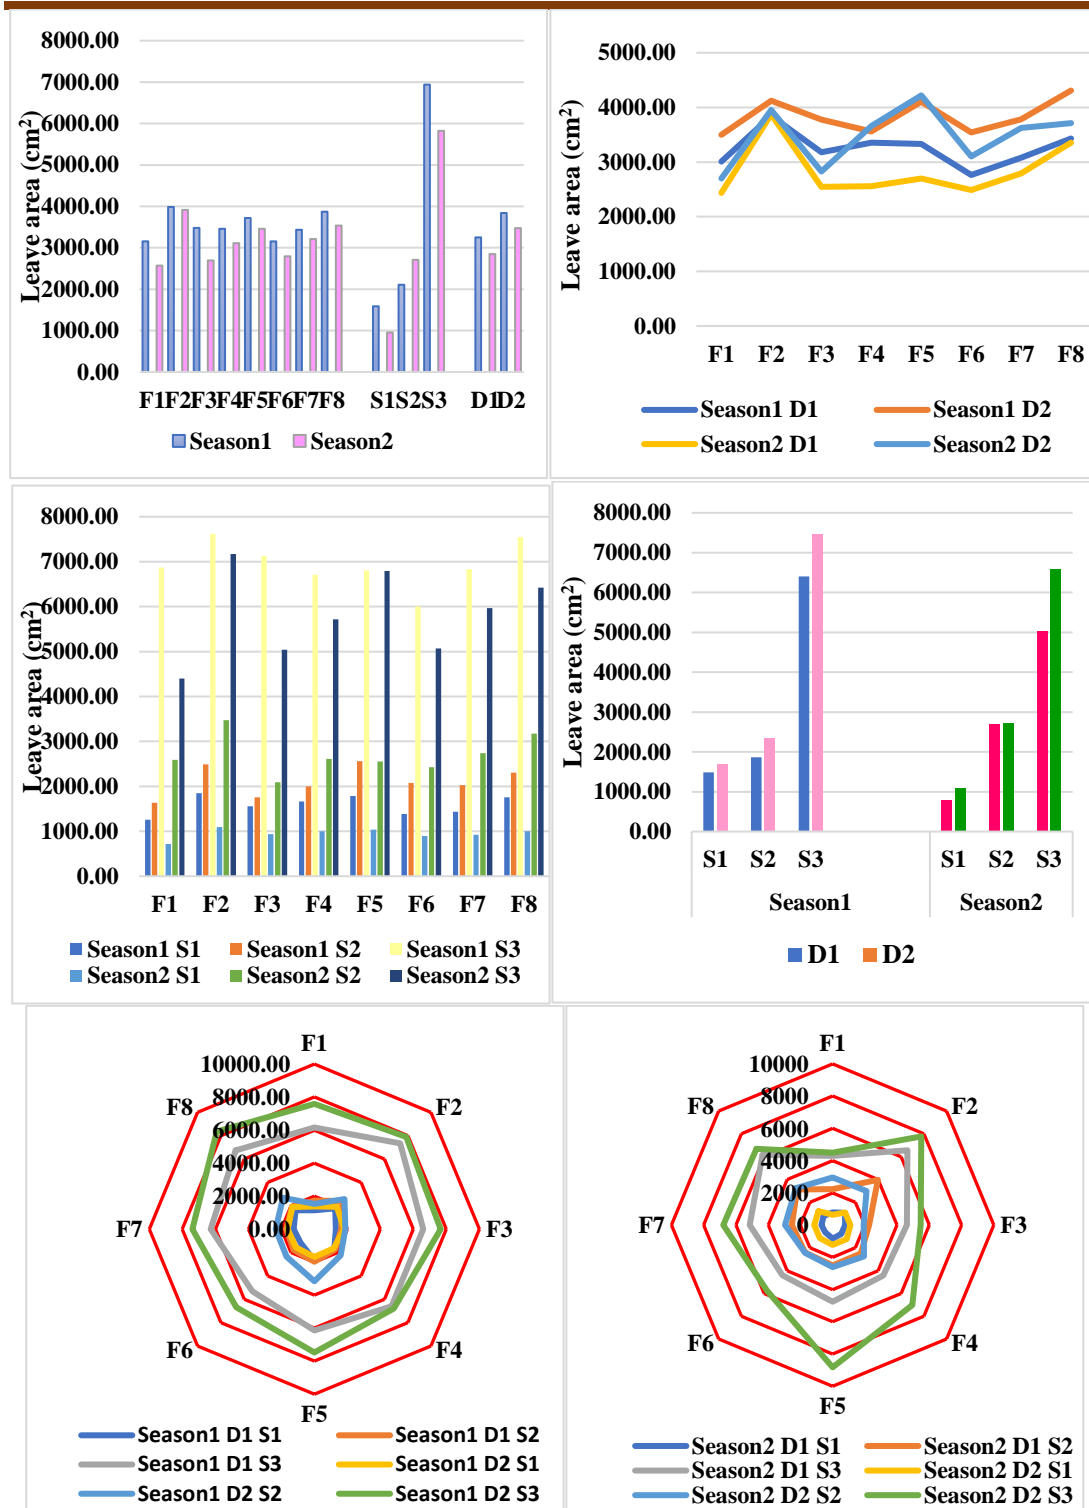 8000.00
7000.00
6000.00
5000.00
4000.00
3000.00
2000.00
1000.00
0.00
Leave area (cm²)
F1F2F3F4F5F6F7F8 S1S2S3 D1D2
Season1 Season2
5000.00
4000.00
3000.00
2000.00
1000.00
0.00
Leave area (cm²)
F1 F2 F3 F4 F5 F6 F7 F8
Season1 D1 Season1 D2
Season2 D1 Season2 D2
8000.00
7000.00
6000.00
5000.00
4000.00
3000.00
2000.00
1000.00
0.00
Leave area (cm²)
F1 F2 F3 F4 F5 F6 F7 F8
Season1 S1 Season1 S2 Season1 S3
Season2 S1 Season2 S2 Season2 S3
8000.00
7000.00
6000.00
5000.00
4000.00
3000.00
2000.00
1000.00
0.00
Leave area (cm²)
S1 S2 S3 S1 S2 S3
Season1 Season2
D1 D2
F1
10000.00
F8 8000.00 F2
6000.00
4000.00
2000.00
F7 0.00 F3
F6 F4
F5
Season1 D1 S1 Season1 D1 S2
Season1 D1 S3 Season1 D2 S1
Season1 D2 S2 Season1 D2 S3
F1
10000
F8 8000 F2
6000
4000
2000
F7 0 F3
F6 F4
F5
Season2 D1 S1 Season2 D1 S2
Season2 D1 S3 Season2 D2 S1
Season2 D2 S2 Season2 D2 S3